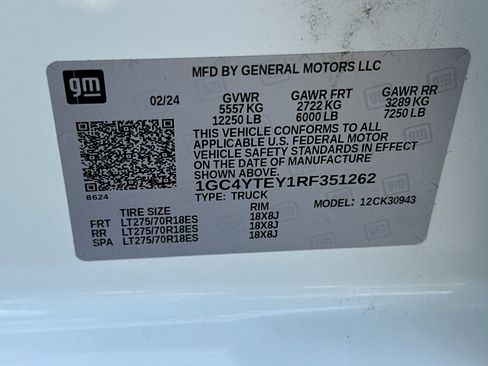 gm
MFD BY GENERAL MOTORS LLC
02/24 GVWR GAWR FRT GAWR RR
5557 KG 2722 KG 3289 KG
12250 LB 6000 LB 7250 LB
THIS VEHICLE CONFORMS TO ALL
APPLICABLE U.S. FEDERAL MOTOR
VEHICLE SAFETY STANDARDS IN EFFECT
ON THE DATE OF MANUFACTURE
SHOWN ABOVE.
1GC4YTEY1RF351262
8624
TYPE: TRUCK MODEL: 12CK30943
TIRE SIZE RIM
FRT LT275/70R18ES 18X8J
RR LT275/70R18ES 18X8J
SPA LT275/70R18ES 18X8J